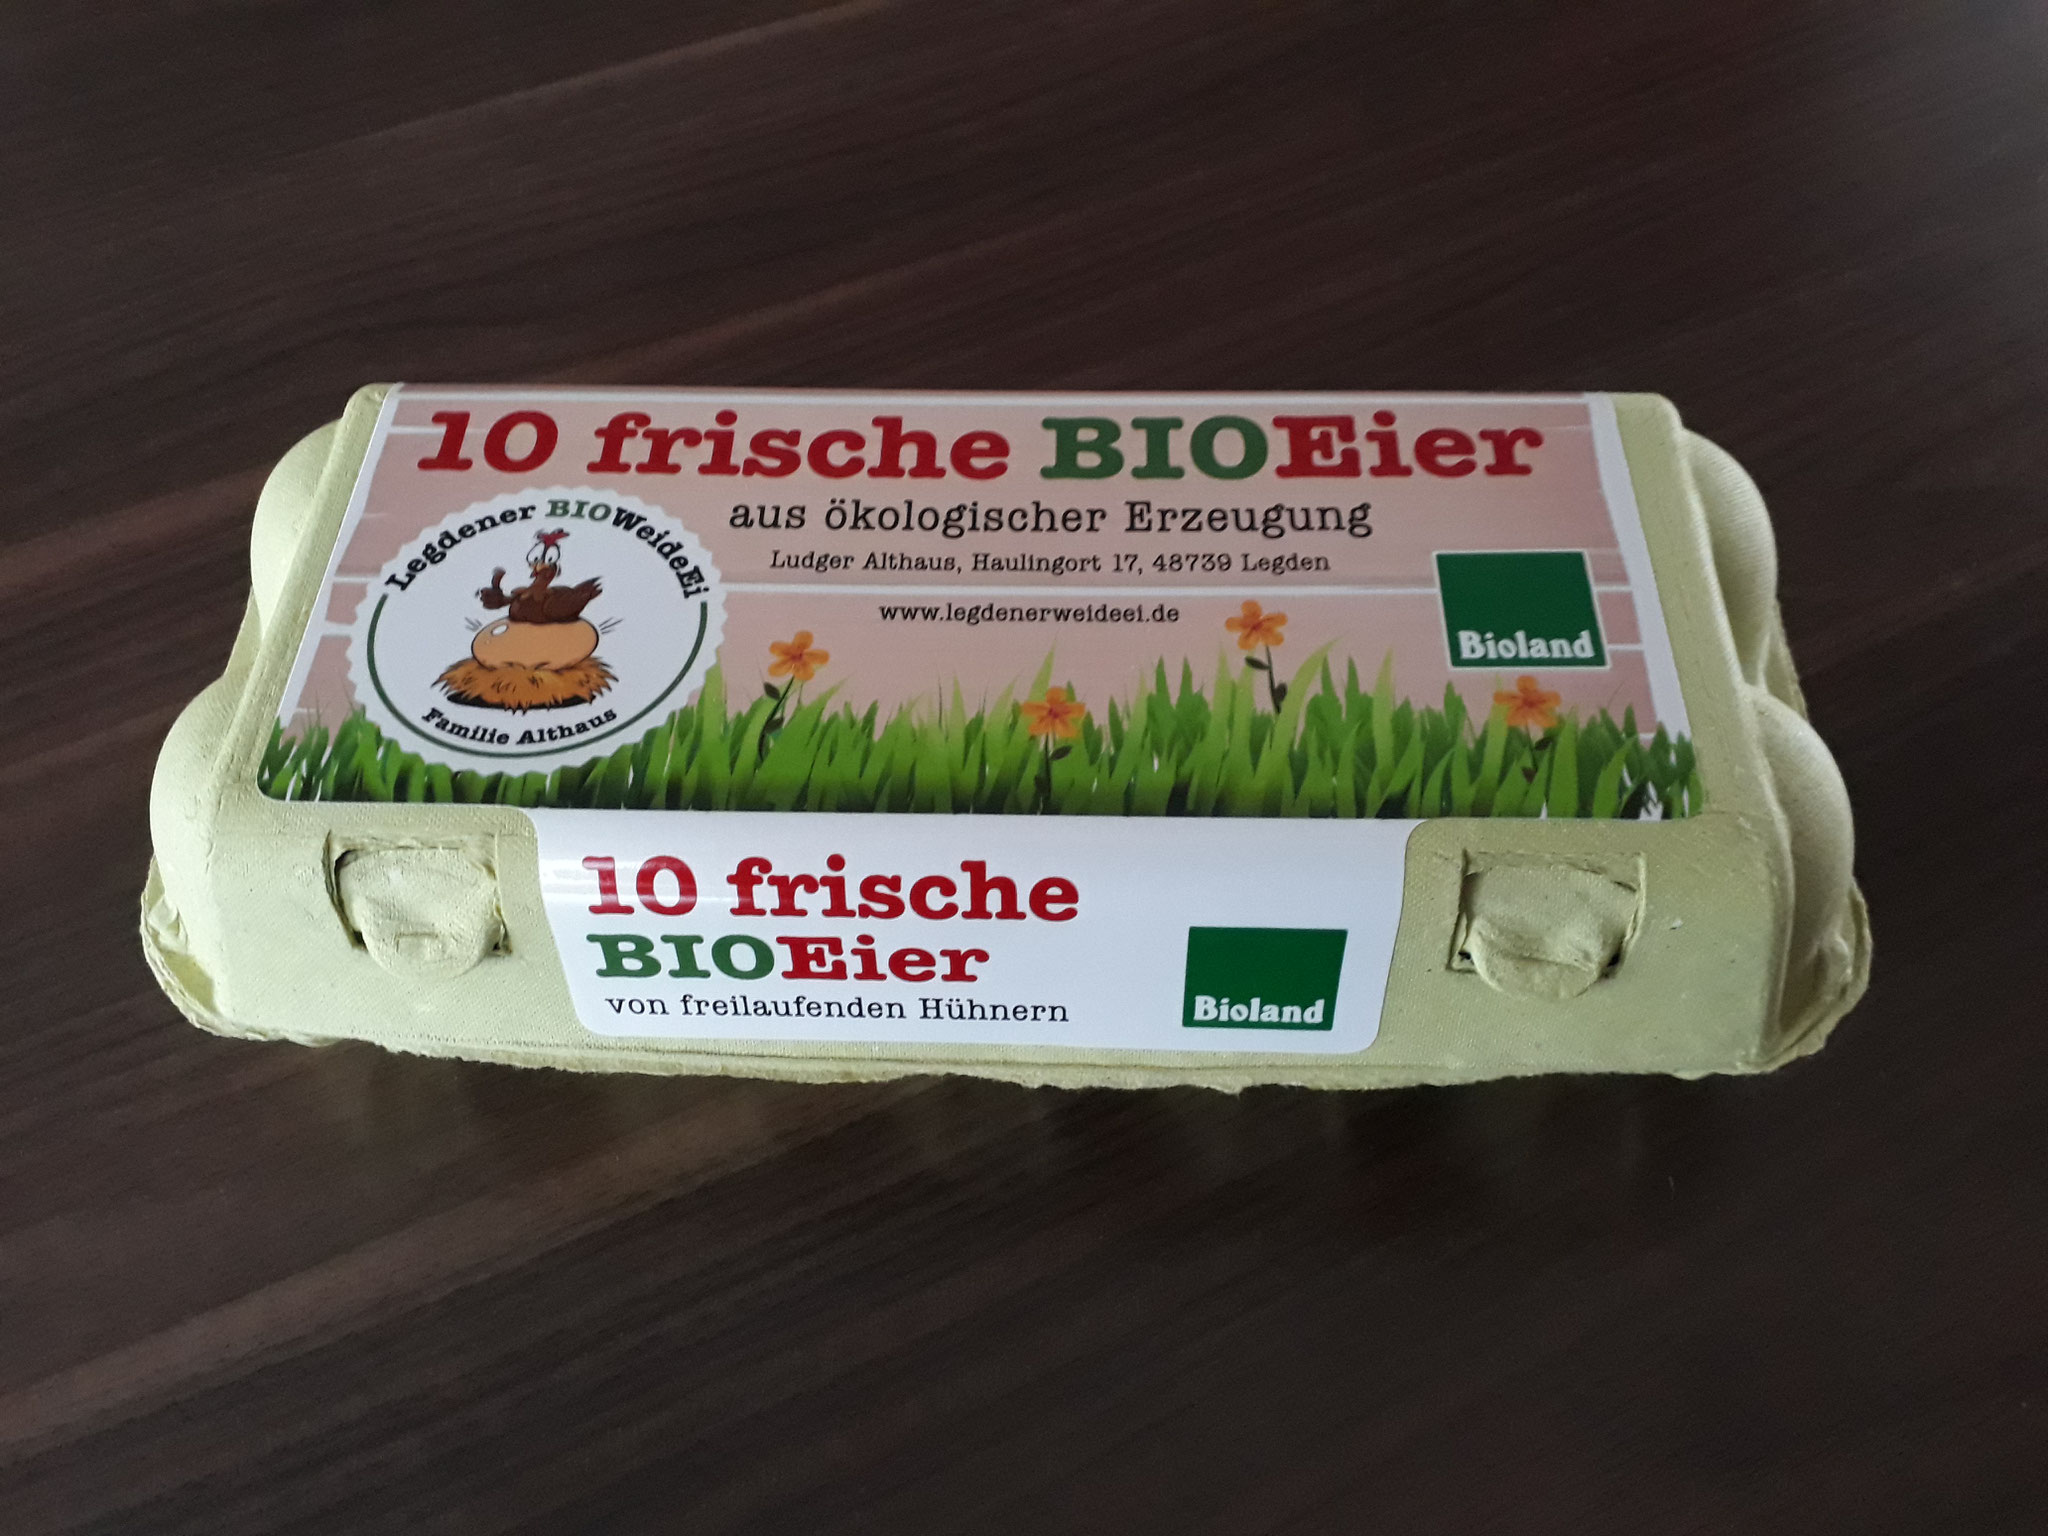 10 frische BIOEier
aus ökologischer Erzeugung
Ludger Althaus, Haulingort 17, 48739 Legden
www.legdenerweideei.de
Legdener BIOWeideEi
Familie Althaus
Bioland
10 frische
BIOEier
von freilaufenden Hühnern
Bioland